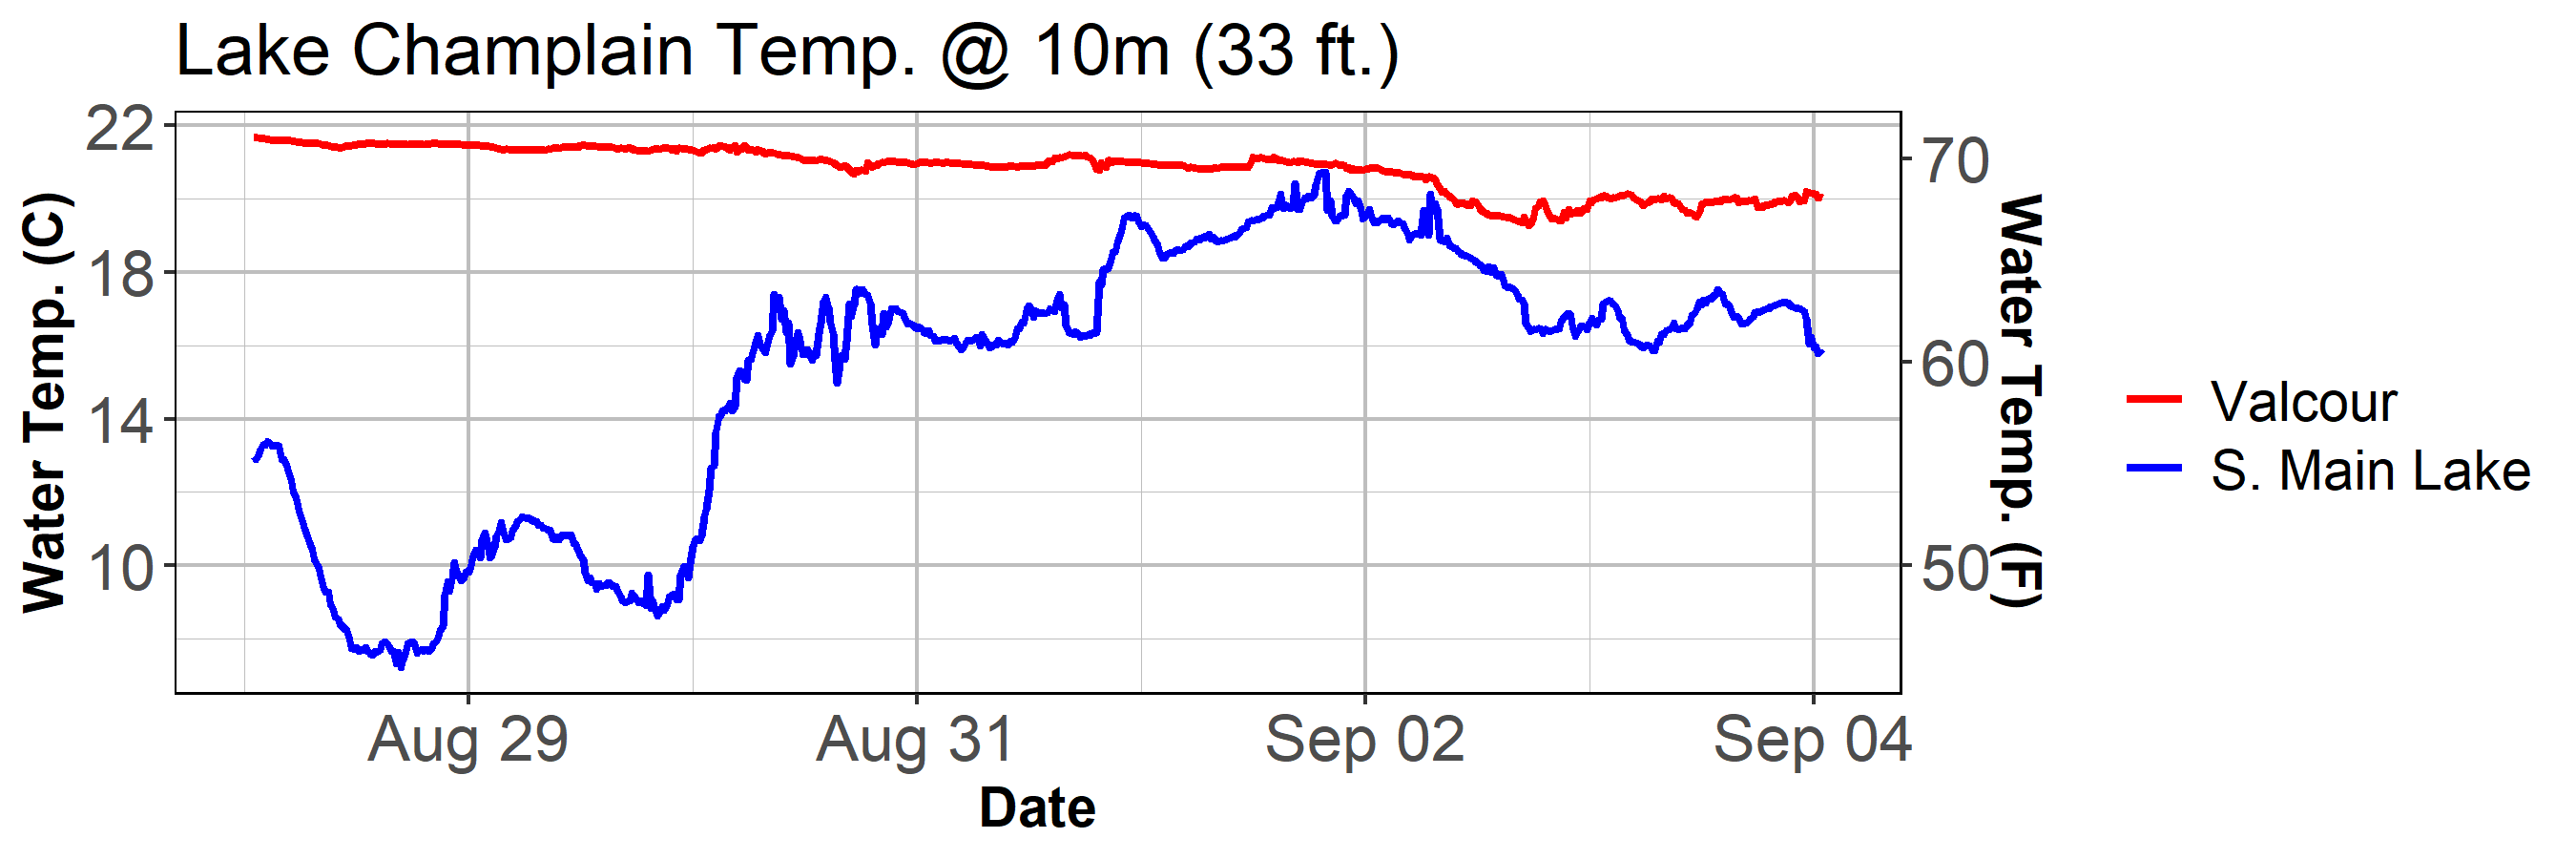 Lake Champlain Temp. @ 10m (33 ft.)
22
18
14
10
Water Temp. (C)
70
60
50
Water Temp. (F)
Aug 29
Aug 31
Sep 02
Sep 04
Date
Valcour
S. Main Lake